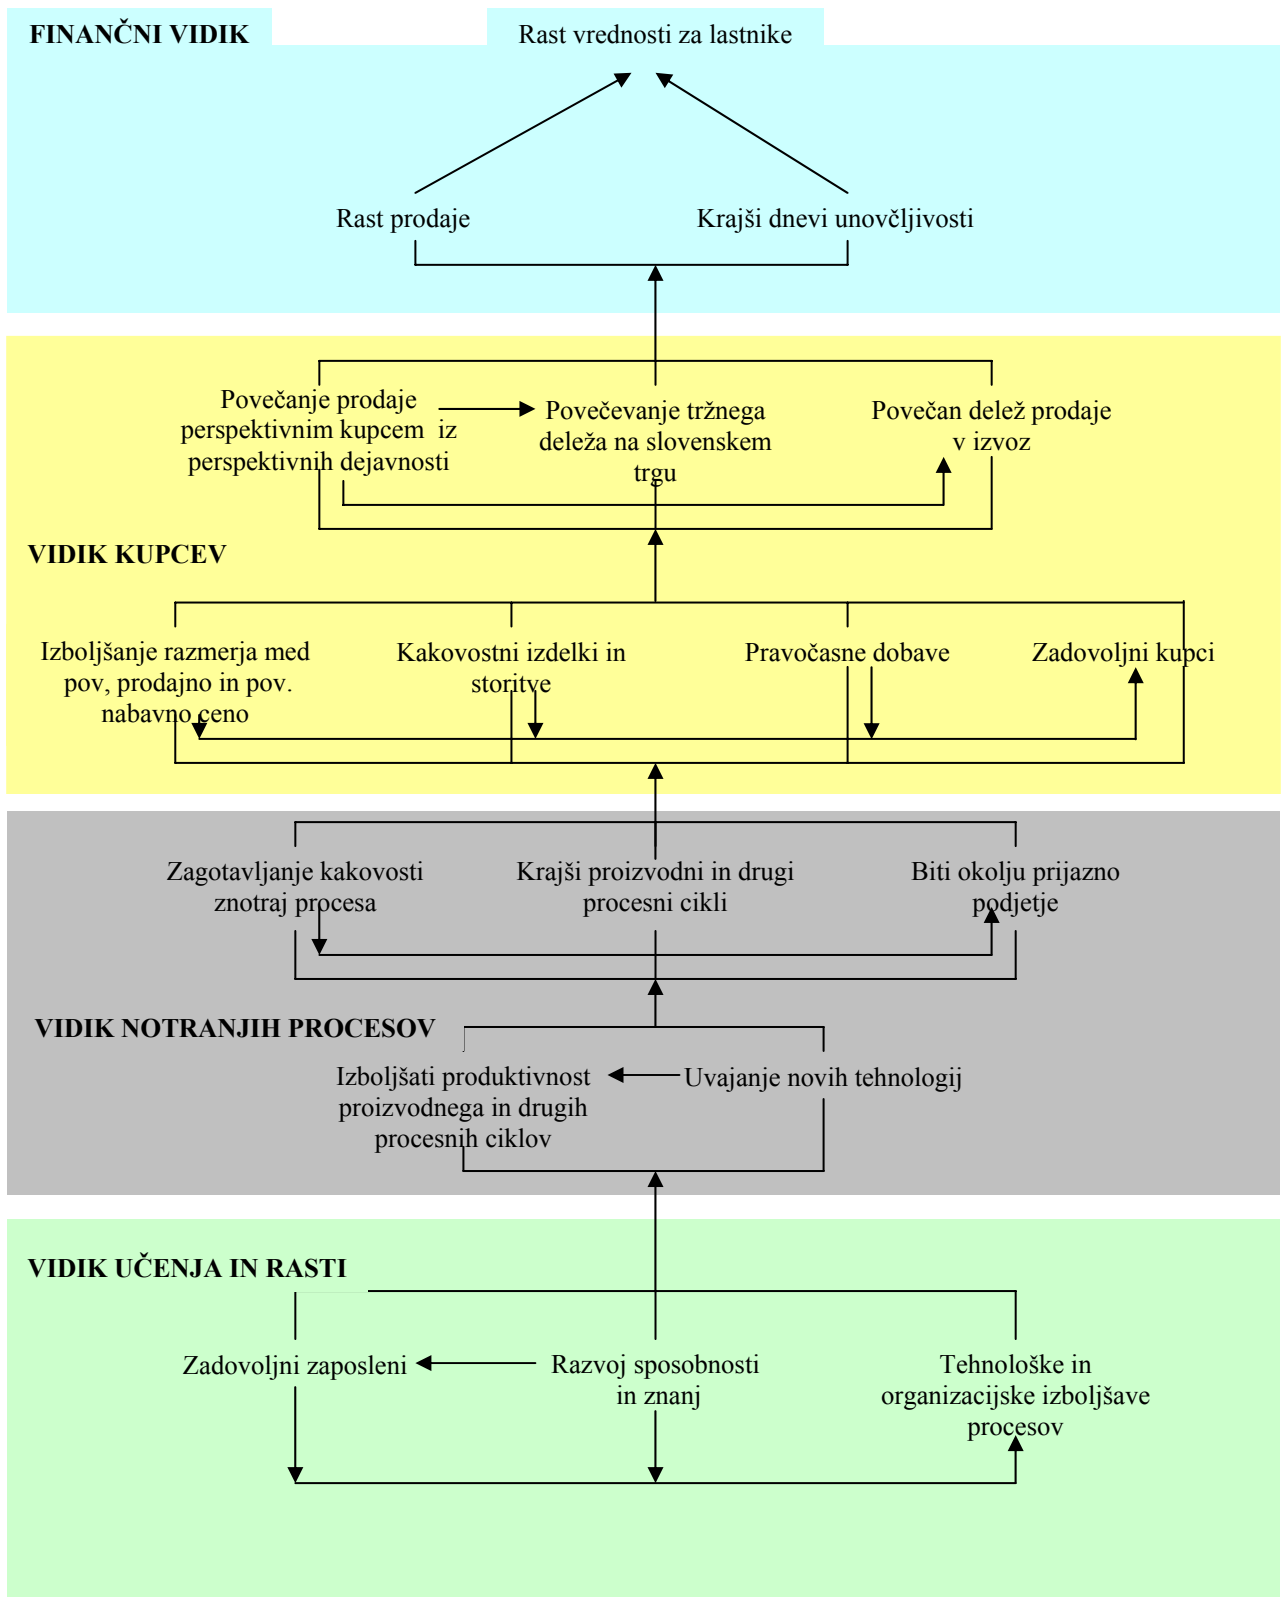 FINANČNI VIDIK
Rast vrednosti za lastnike
Rast prodaje
Krajši dnevi unovčljivosti
Povečanje prodaje
perspektivnim kupcem iz
perspektivnih dejavnosti
Povečevanje tržnega
deleža na slovenskem
trgu
Povečan delež prodaje
v izvoz
VIDIK KUPCEV
Izboljšanje razmerja med
pov, prodajno in pov.
nabavno ceno
Kakovostni izdelki in
storitve
Pravočasne dobave
Zadovoljni kupci
Zagotavljanje kakovosti
znotraj procesa
Krajši proizvodni in drugi
procesni cikli
Biti okolju prijazno
podjetje
VIDIK NOTRANJIH PROCESOV
Izboljšati produktivnost
proizvodnega in drugih
procesnih ciklov
Uvajanje novih tehnologij
VIDIK UČENJA IN RASTI
Zadovoljni zaposleni
Razvoj sposobnosti
in znanj
Tehnološke in
organizacijske izboljšave
procesov